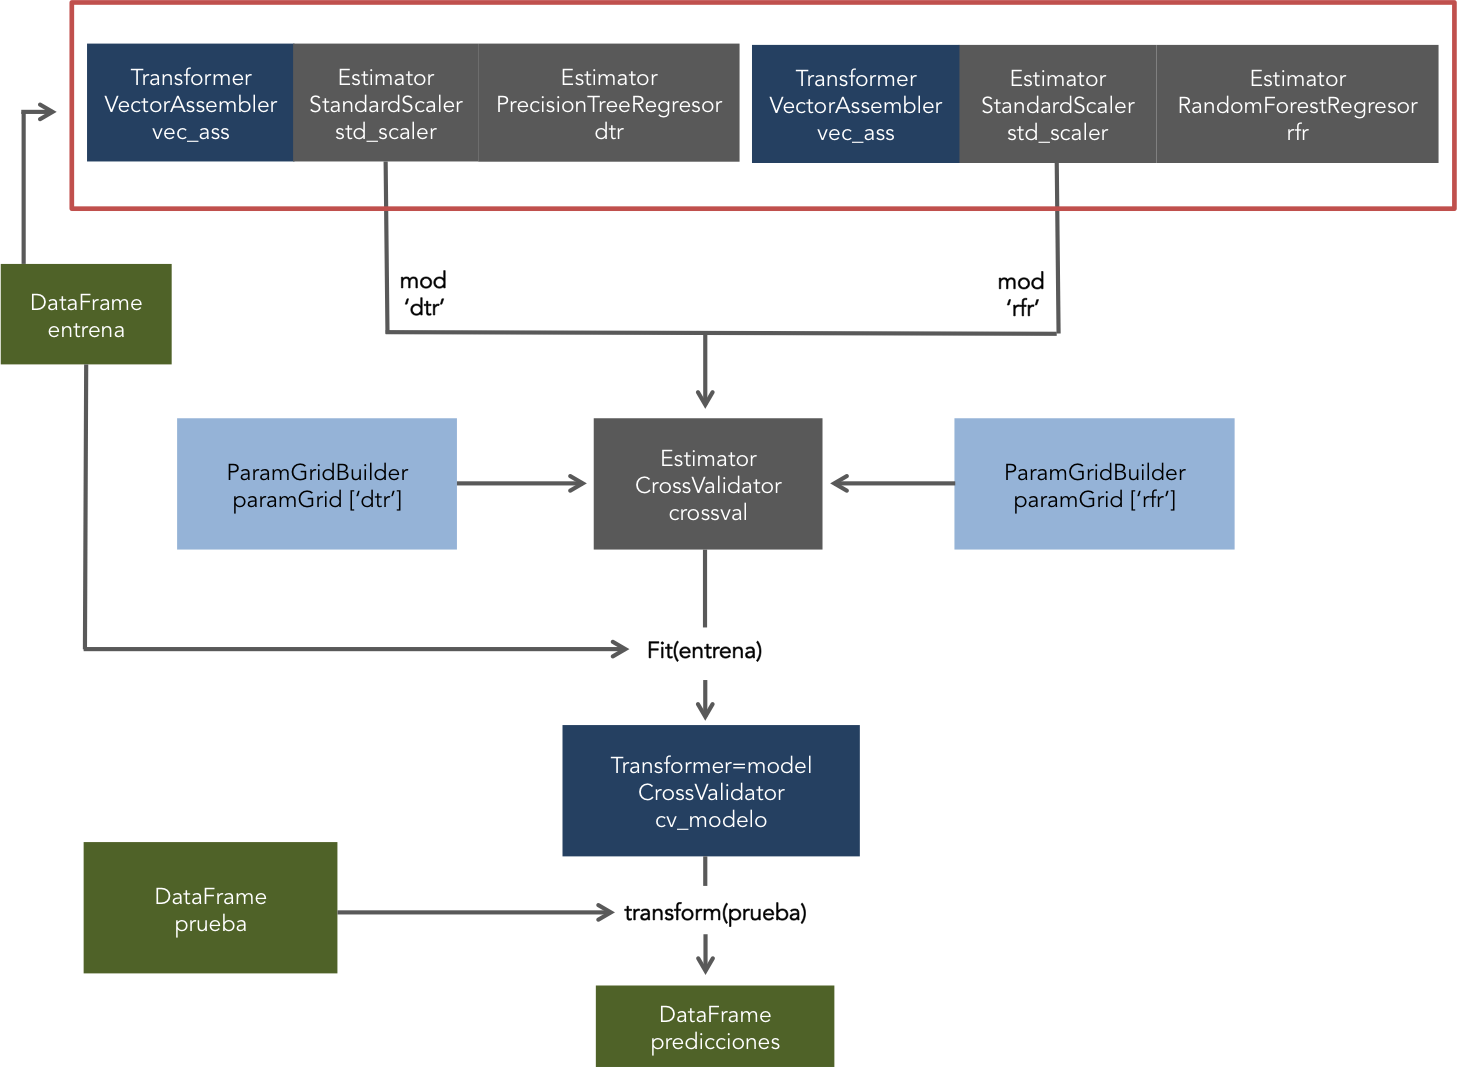 Transformer
VectorAssembler
vec_ass
Estimator
StandardScaler
std_scaler
Estimator
PrecisionTreeRegresor
dtr
Transformer
VectorAssembler
vec_ass
Estimator
StandardScaler
std_scaler
Estimator
RandomForestRegresor
rfr
DataFrame
entrena
mod
‘dtr’
mod
‘rfr’
ParamGridBuilder
paramGrid [‘dtr’]
Estimator
CrossValidator
crossval
ParamGridBuilder
paramGrid [‘rfr’]
Fit(entrena)
Transformer=model
CrossValidator
cv_modelo
DataFrame
prueba
transform(prueba)
DataFrame
predicciones